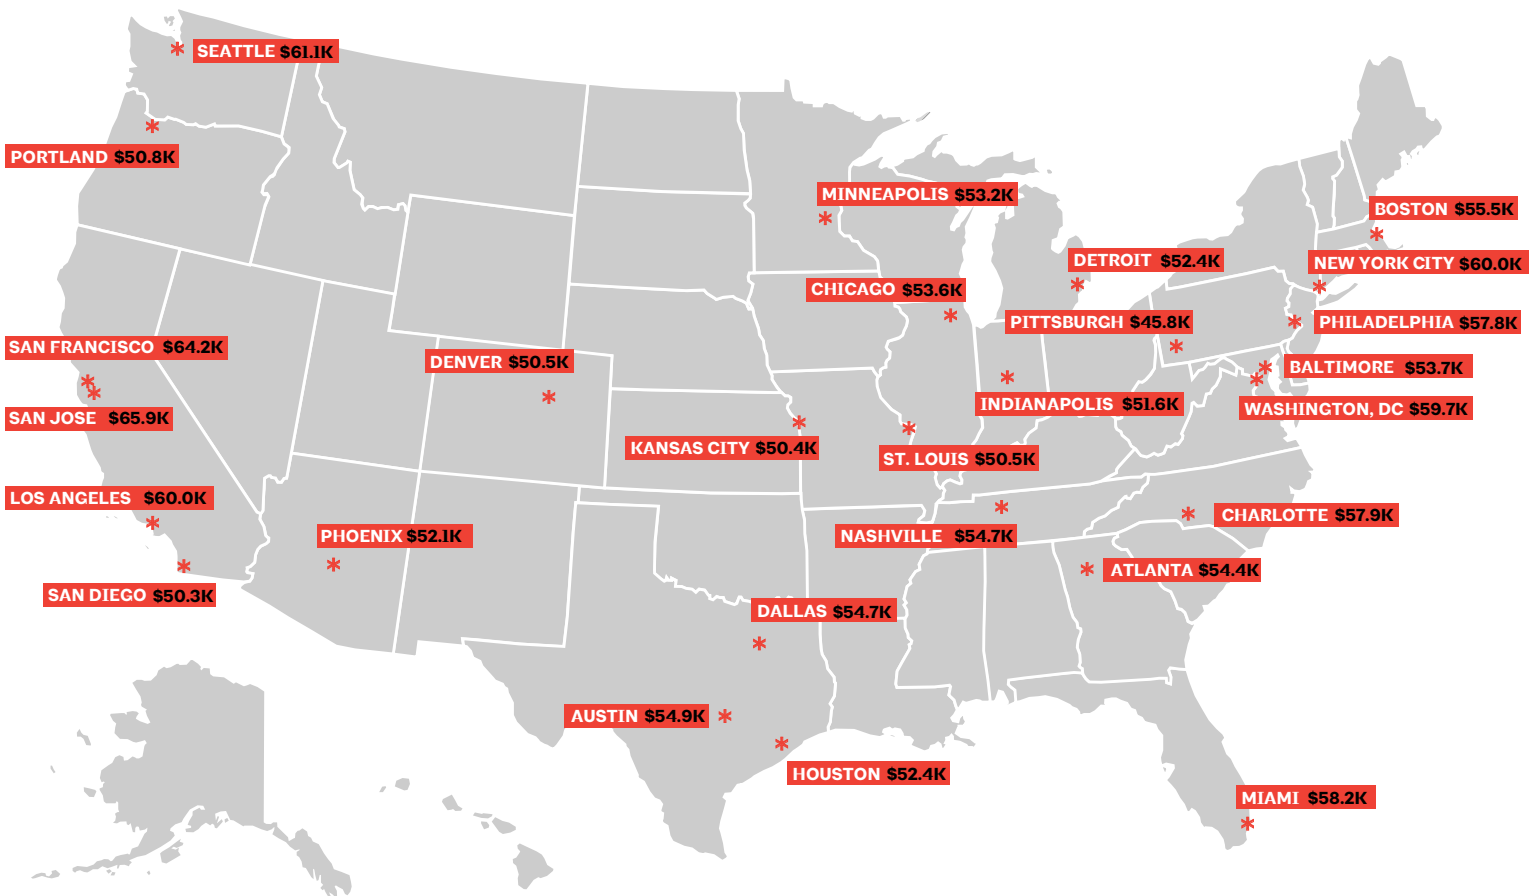 SEATTLE $61.1K
PORTLAND $50.8K
MINNEAPOLIS $53.2K
BOSTON $55.5K
DETROIT $52.4K
NEW YORK CITY $60.0K
CHICAGO $53.6K
PITTSBURGH $45.8K
PHILADELPHIA $57.8K
SAN FRANCISCO $64.2K
DENVER $50.5K
BALTIMORE $53.7K
SAN JOSE $65.9K
INDIANAPOLIS $51.6K
WASHINGTON, DC $59.7K
KANSAS CITY $50.4K
ST. LOUIS $50.5K
LOS ANGELES $60.0K
CHARLOTTE $57.9K
PHOENIX $52.1K
NASHVILLE $54.7K
ATLANTA $54.4K
SAN DIEGO $50.3K
DALLAS $54.7K
AUSTIN $54.9K
HOUSTON $52.4K
MIAMI $58.2K